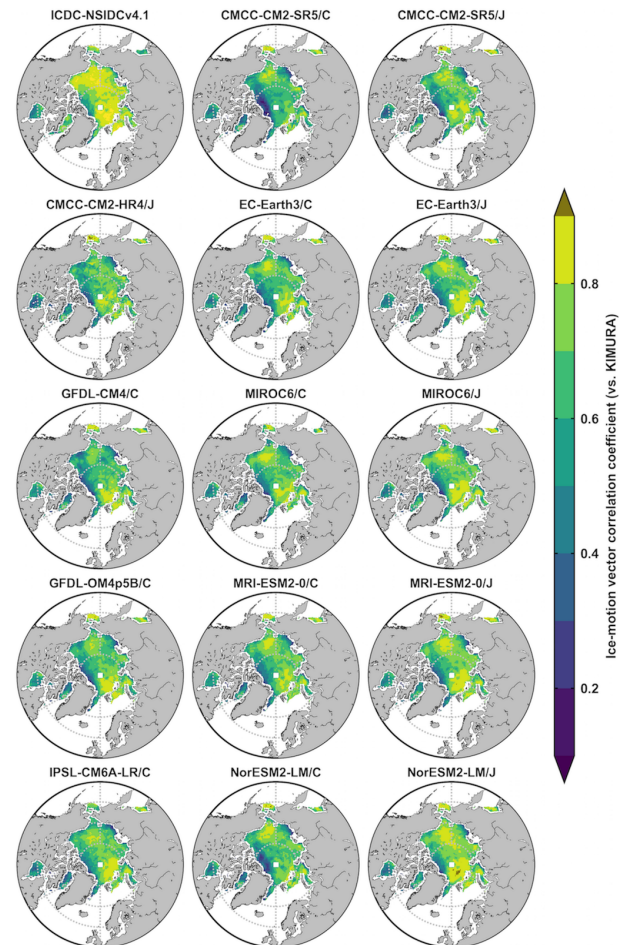 ICDC-NSIDCv4.1 CMCC-CM2-SR5/C CMCC-CM2-SR5/J
CMCC-CM2-HR4/J EC-Earth3/C EC-Earth3/J
GFDL-CM4/C MIROC6/C MIROC6/J
GFDL-OM4p5B/C MRI-ESM2-0/C MRI-ESM2-0/J
IPSL-CM6A-LR/C NorESM2-LM/C NorESM2-LM/J
0.8
0.6
0.4
0.2
Ice-motion vector correlation coefficient (vs. KIMURA)